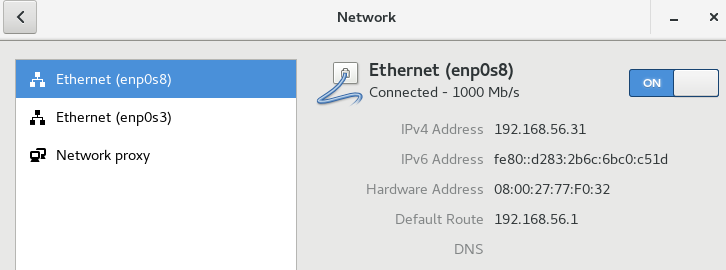 Network
Ethernet (enp0s8)
Ethernet (enp0s3)
Network proxy
Ethernet (enp0s8)
Connected - 1000 Mb/s
ON
IPv4 Address 192.168.56.31
IPv6 Address fe80::d283:2b6c:6bc0:c51d
Hardware Address 08:00:27:77:F0:32
Default Route 192.168.56.1
DNS